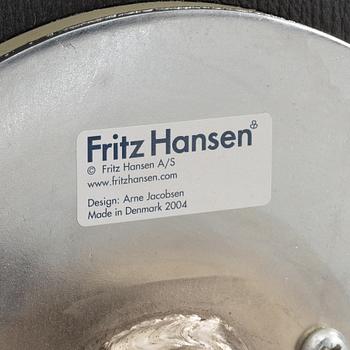 Fritz Hansen
© Fritz Hansen A/S
www.fritzhansen.com
Design: Arne Jacobsen
Made in Denmark 2004